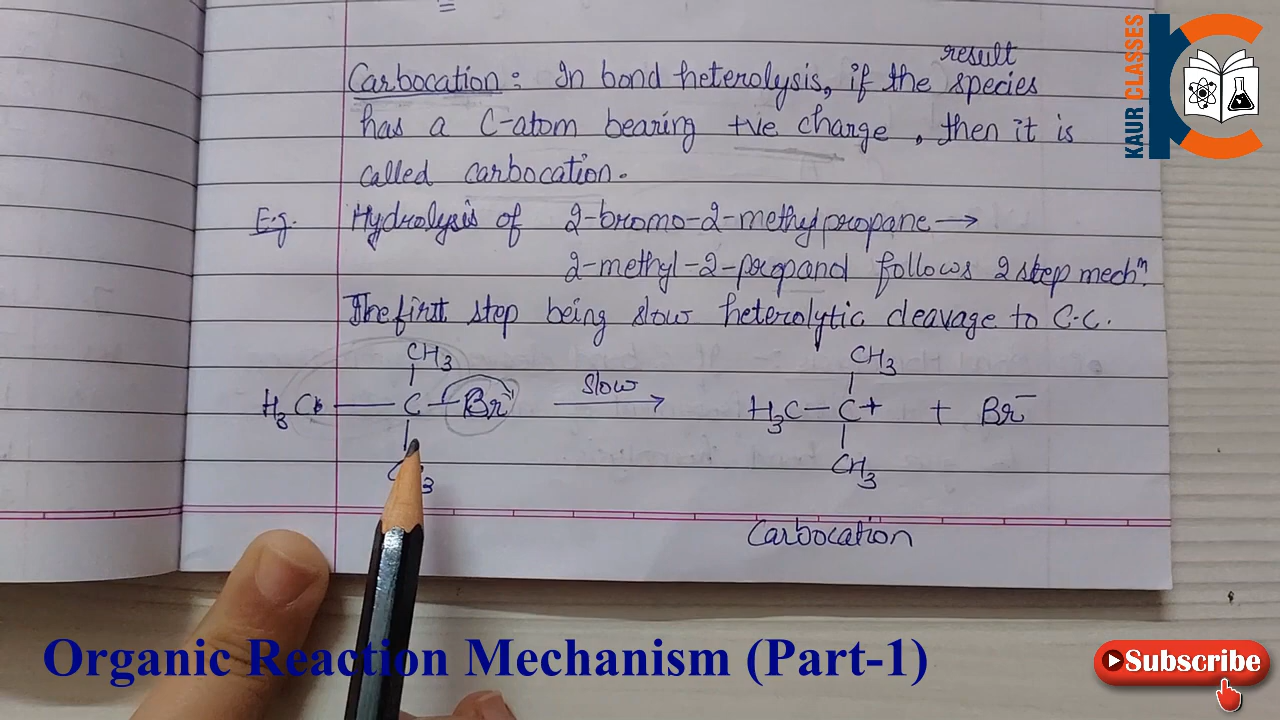 result
Carbocation : In bond heterolysis, if the species
has a C-atom bearing +ve charge, then it is
called carbocation.
E.g. Hydrolysis of 2-bromo-2-methylpropane →
2-methyl-2-propanol follows 2 step mechⁿ.
The first step being slow heterolytic cleavage to C.C.
CH3 CH3
H3C — C — Br slow → H3C — C+ + Br⁻
CH3 CH3
Carbocation
KAUR CLASSES
Organic Reaction Mechanism (Part-1)
Subscribe